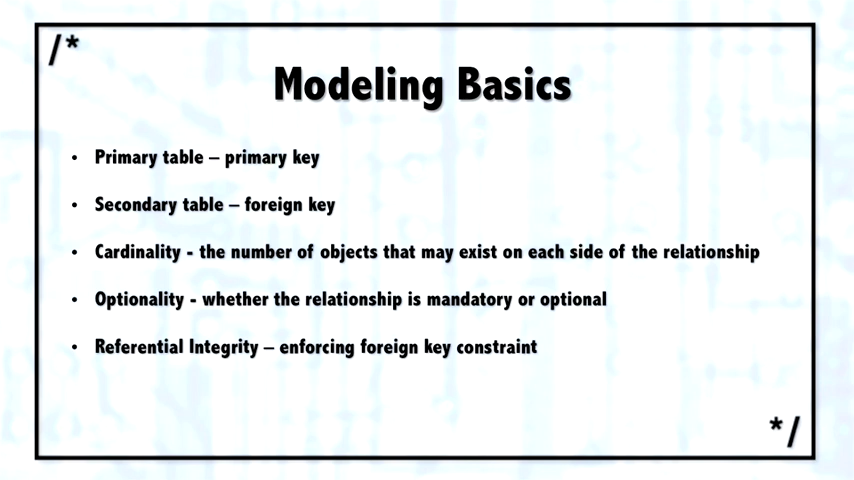 /*
Modeling Basics
• Primary table – primary key
• Secondary table – foreign key
• Cardinality - the number of objects that may exist on each side of the relationship
• Optionality - whether the relationship is mandatory or optional
• Referential Integrity – enforcing foreign key constraint
*/